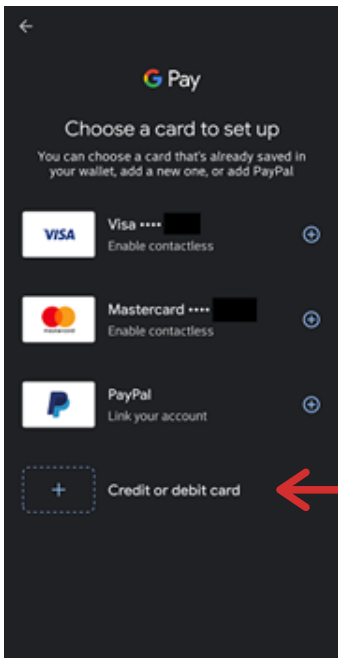 G Pay
Choose a card to set up
You can choose a card that's already saved in
your wallet, add a new one, or add PayPal
VISA
Visa ••••
Enable contactless
Mastercard ••••
Enable contactless
PayPal
Link your account
+
Credit or debit card